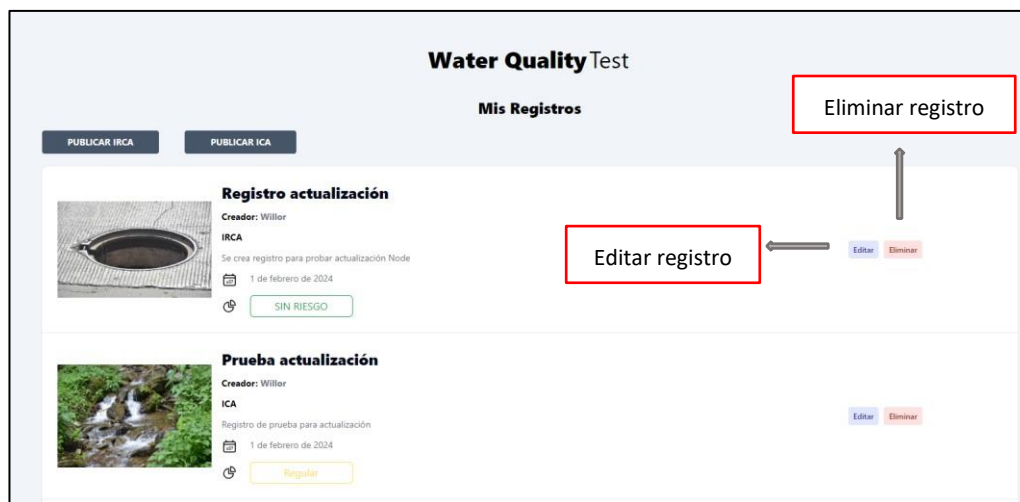 Water Quality Test
Mis Registros
Eliminar registro
PUBLICAR IRCA
PUBLICAR ICA
Registro actualización
Creador: Willor
IRCA
Se crea registro para probar actualización Node
1 de febrero de 2024
SIN RIESGO
Editar registro
Editar
Eliminar
Prueba actualización
Creador: Willor
ICA
Registro de prueba para actualización
1 de febrero de 2024
Regular
Editar
Eliminar